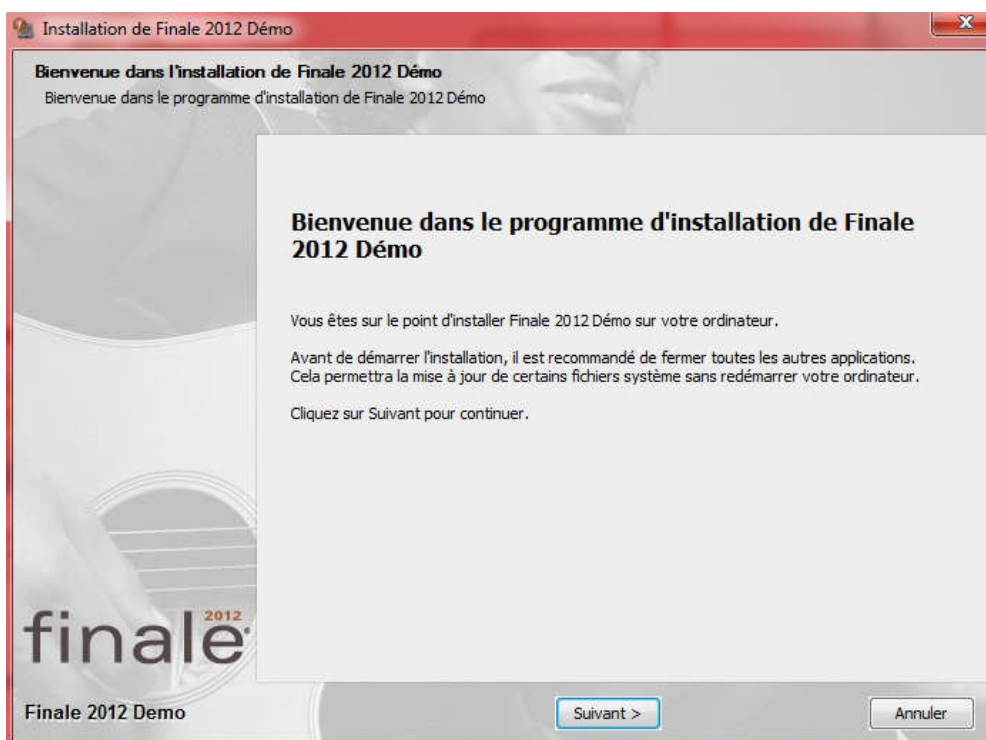 Installation de Finale 2012 Démo
Bienvenue dans l'installation de Finale 2012 Démo
Bienvenue dans le programme d'installation de Finale 2012 Démo
Bienvenue dans le programme d'installation de Finale
2012 Démo
Vous êtes sur le point d'installer Finale 2012 Démo sur votre ordinateur.
Avant de démarrer l'installation, il est recommandé de fermer toutes les autres applications.
Cela permettra la mise à jour de certains fichiers système sans redémarrer votre ordinateur.
Cliquez sur Suivant pour continuer.
2012
finale
Finale 2012 Demo
Suivant >
Annuler